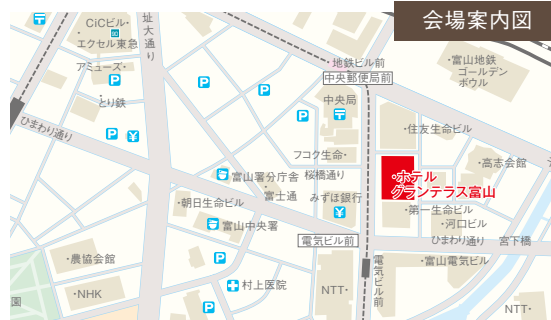 会場案内図
CiCビル・
エクセル東急
アミューズ・
・とり鉄
址大通り
ひまわり通り
地鉄ビル前
中央郵便局前
中央局
・富山地鉄
ゴールデン
ボウル
・住友生命ビル
フコク生命・
桜橋通り
・ホテル
グランテラス富山
・高志会館
富山署分庁舎
富士通
みずほ銀行
・朝日生命ビル
富山中央署
・第一生命ビル
・河口ビル
電気ビル前
ひまわり通り
宮下橋
・農協会館
・NHK
村上医院
NTT・
電気ビル前
・富山電気ビル
NTT・
園